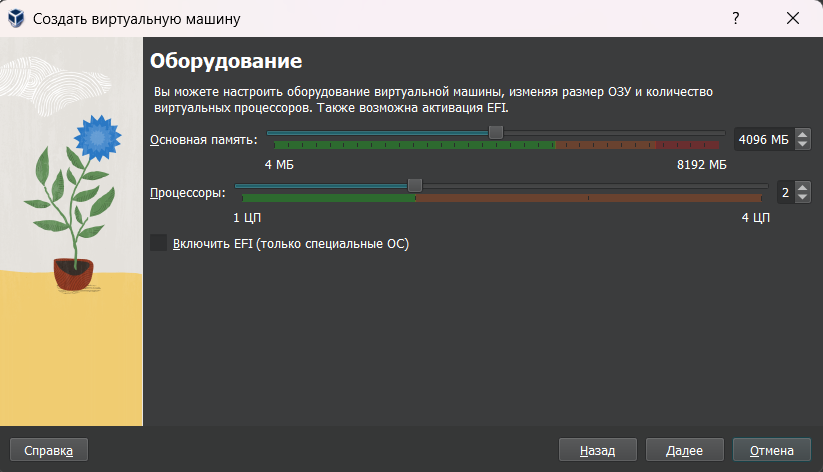 Создать виртуальную машину
?
Оборудование
Вы можете настроить оборудование виртуальной машины, изменяя размер ОЗУ и количество
виртуальных процессоров. Также возможна активация EFI.
Основная память:
4096 МБ
4 МБ
8192 МБ
Процессоры:
2
1 ЦП
4 ЦП
Включить EFI (только специальные ОС)
Справка
Назад
Далее
Отмена